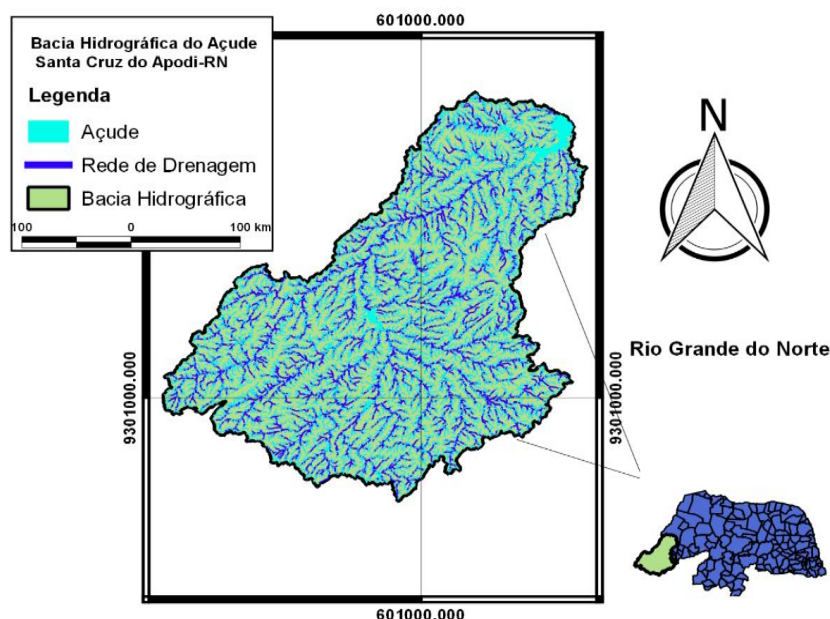 601000.000
Bacia Hidrográfica do Açude
Santa Cruz do Apodi-RN
Legenda
Açude
Rede de Drenagem
Bacia Hidrográfica
100 0 100 km
N
Rio Grande do Norte
9301000.000
9301000.000
601000.000